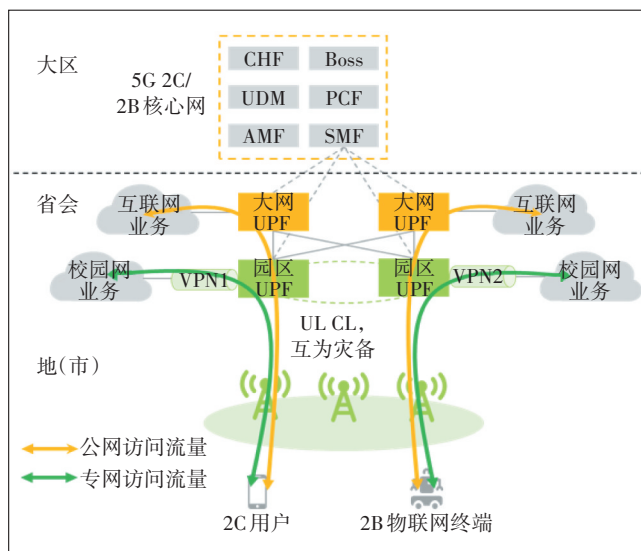 大区
5G 2C/
2B核心网
CHF
Boss
UDM
PCF
AMF
SMF
省会
互联网
业务
大网
UPF
大网
UPF
互联网
业务
校园网
业务
VPN1
园区
UPF
园区
UPF
VPN2
校园网
业务
UL CL，
互为灾备
地(市)
公网访问流量
专网访问流量
2C用户
2B物联网终端